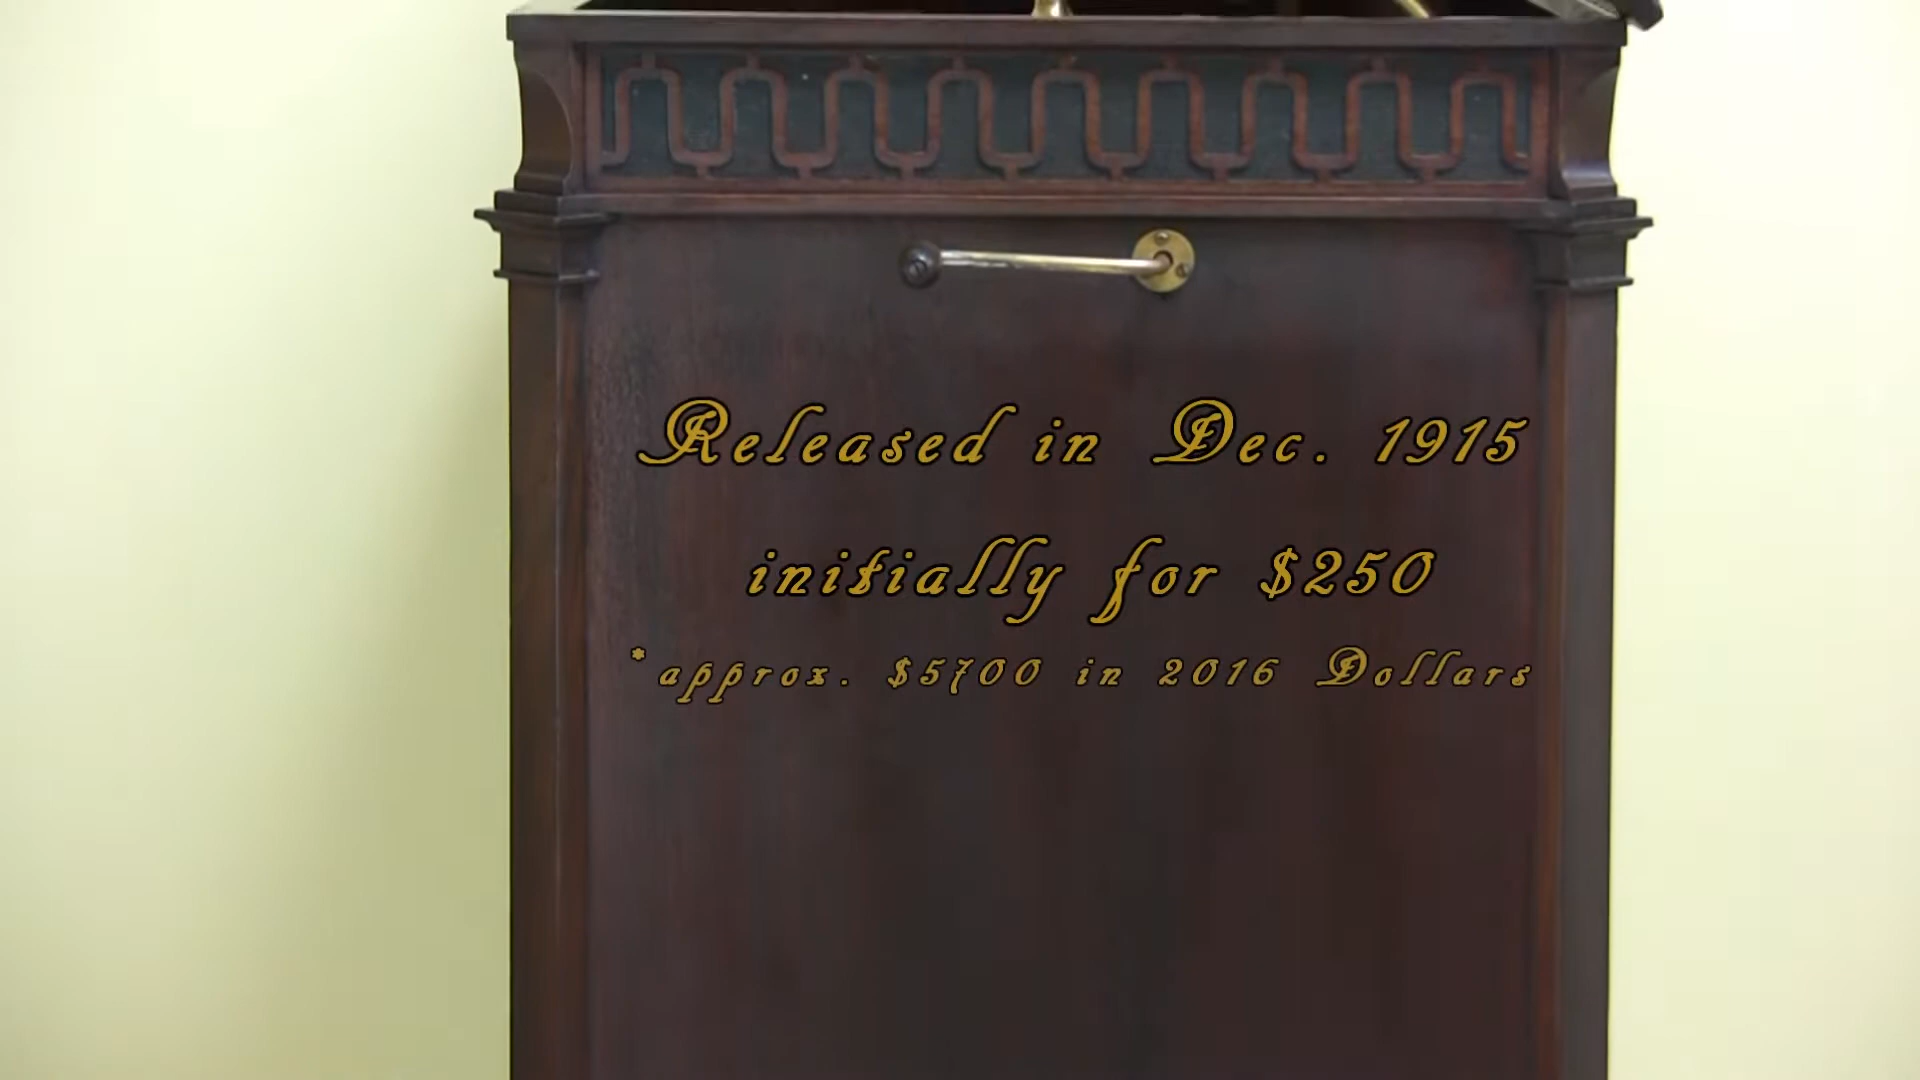 Released in Dec. 1915
initially for $250
*approx. $5700 in 2016 Dollars